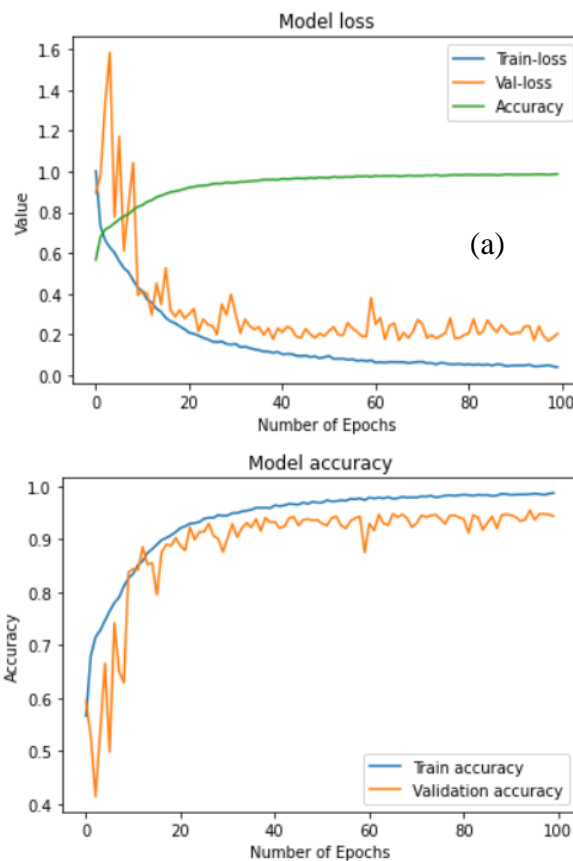 Model loss
1.6
1.4
1.2
1.0
0.8
0.6
0.4
0.2
0.0
Value
Train-loss
Val-loss
Accuracy
(a)
0 20 40 60 80 100
Number of Epochs
Model accuracy
1.0
0.9
0.8
0.7
0.6
0.5
0.4
Accuracy
Train accuracy
Validation accuracy
0 20 40 60 80 100
Number of Epochs